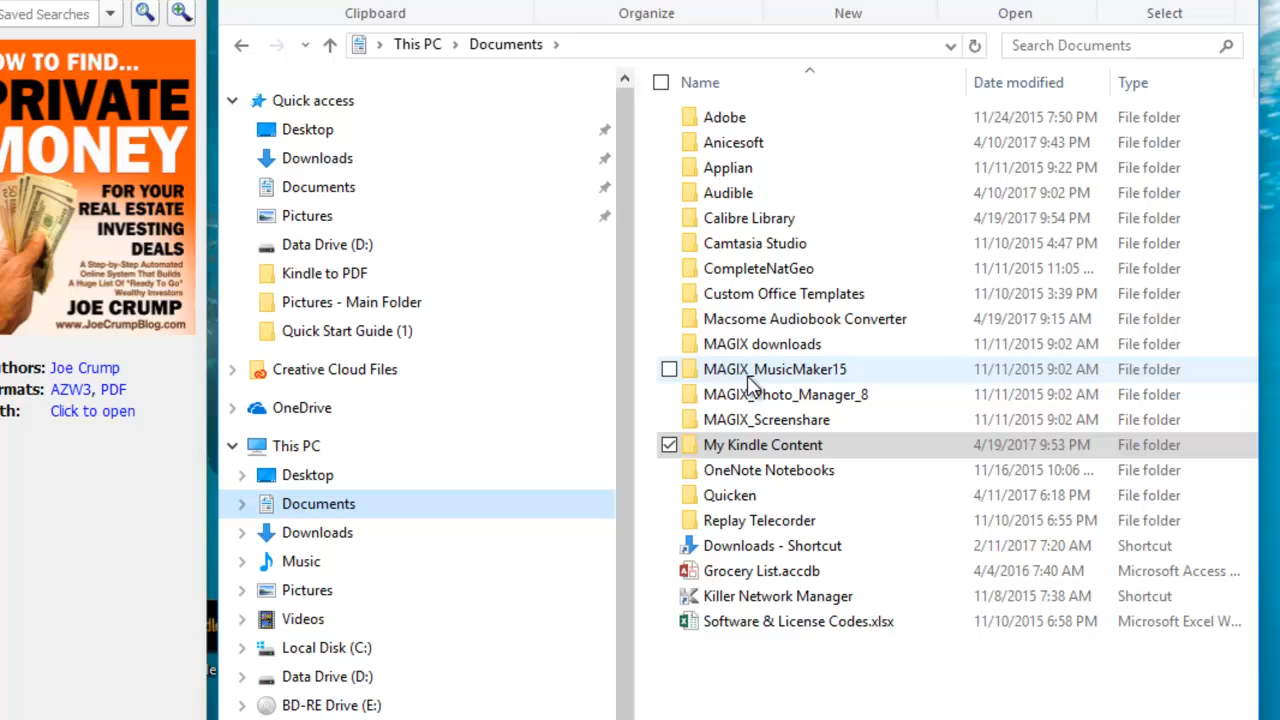 Saved Searches
HOW TO FIND...
PRIVATE
MONEY
FOR YOUR
REAL ESTATE
INVESTING
DEALS
A Step-by-Step Automated
Online System That Builds
A Huge List Of "Ready To Go"
Wealthy Investors
JOE CRUMP
www.JoeCrumpBlog.com
uthors: Joe Crump
ormats: AZW3, PDF
th: Click to open
Clipboard Organize New Open Select
This PC Documents Search Documents
Quick access
Desktop
Downloads
Documents
Pictures
Data Drive (D:)
Kindle to PDF
Pictures - Main Folder
Quick Start Guide (1)
Creative Cloud Files
OneDrive
This PC
Desktop
Documents
Downloads
Music
Pictures
Videos
Local Disk (C:)
Data Drive (D:)
BD-RE Drive (E:)
Name Date modified Type
Adobe 11/24/2015 7:50 PM File folder
Anicesoft 4/10/2017 9:43 PM File folder
Applian 11/11/2015 9:22 PM File folder
Audible 4/10/2017 9:02 PM File folder
Calibre Library 4/19/2017 9:54 PM File folder
Camtasia Studio 11/10/2015 4:47 PM File folder
CompleteNatGeo 11/11/2015 11:05 ... File folder
Custom Office Templates 11/10/2015 3:39 PM File folder
Macsome Audiobook Converter 4/19/2017 9:15 AM File folder
MAGIX downloads 11/11/2015 9:02 AM File folder
MAGIX_MusicMaker15 11/11/2015 9:02 AM File folder
MAGIX_Photo_Manager_8 11/11/2015 9:02 AM File folder
MAGIX_Screenshare 11/11/2015 9:02 AM File folder
My Kindle Content 4/19/2017 9:53 PM File folder
OneNote Notebooks 11/16/2015 10:06 ... File folder
Quicken 4/11/2017 6:18 PM File folder
Replay Telecorder 11/10/2015 6:55 PM File folder
Downloads - Shortcut 2/11/2017 7:20 AM Shortcut
Grocery List.accdb 4/4/2016 7:40 AM Microsoft Access ...
Killer Network Manager 11/8/2015 7:38 AM Shortcut
Software & License Codes.xlsx 11/10/2015 6:58 PM Microsoft Excel W...